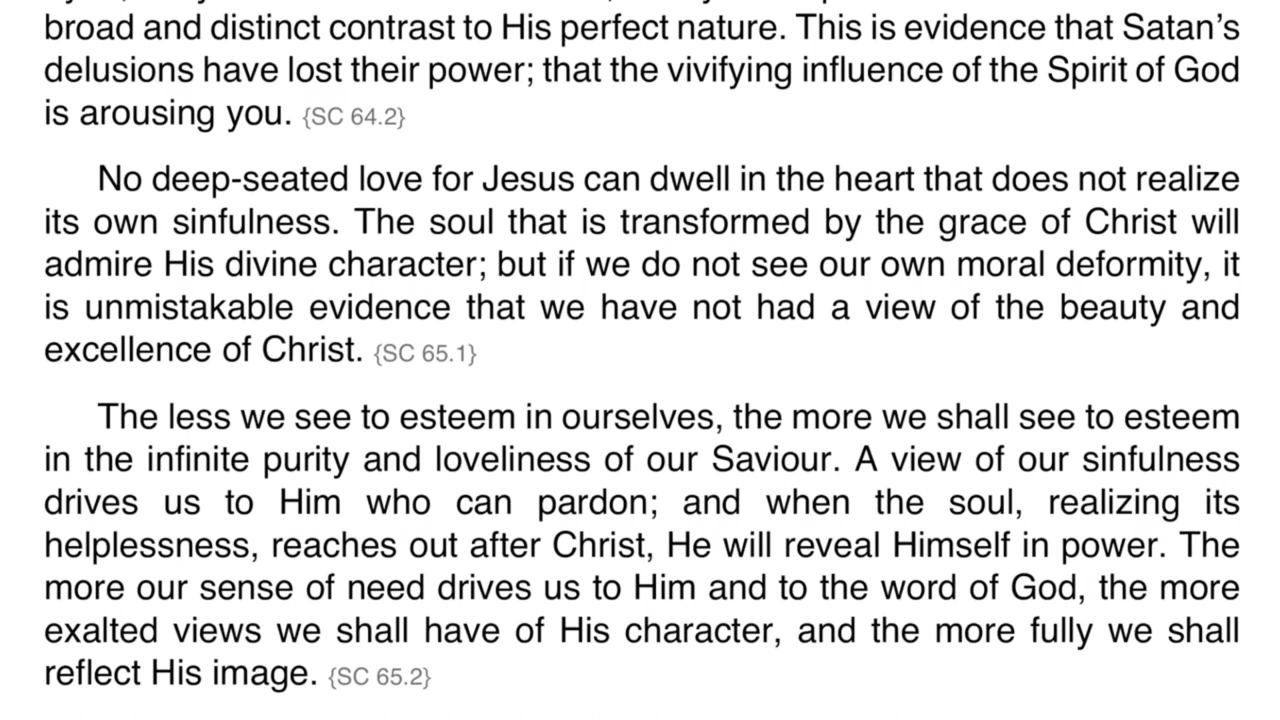 broad and distinct contrast to His perfect nature. This is evidence that Satan’s
delusions have lost their power; that the vivifying influence of the Spirit of God
is arousing you. {SC 64.2}
No deep-seated love for Jesus can dwell in the heart that does not realize
its own sinfulness. The soul that is transformed by the grace of Christ will
admire His divine character; but if we do not see our own moral deformity, it
is unmistakable evidence that we have not had a view of the beauty and
excellence of Christ. {SC 65.1}
The less we see to esteem in ourselves, the more we shall see to esteem
in the infinite purity and loveliness of our Saviour. A view of our sinfulness
drives us to Him who can pardon; and when the soul, realizing its
helplessness, reaches out after Christ, He will reveal Himself in power. The
more our sense of need drives us to Him and to the word of God, the more
exalted views we shall have of His character, and the more fully we shall
reflect His image. {SC 65.2}